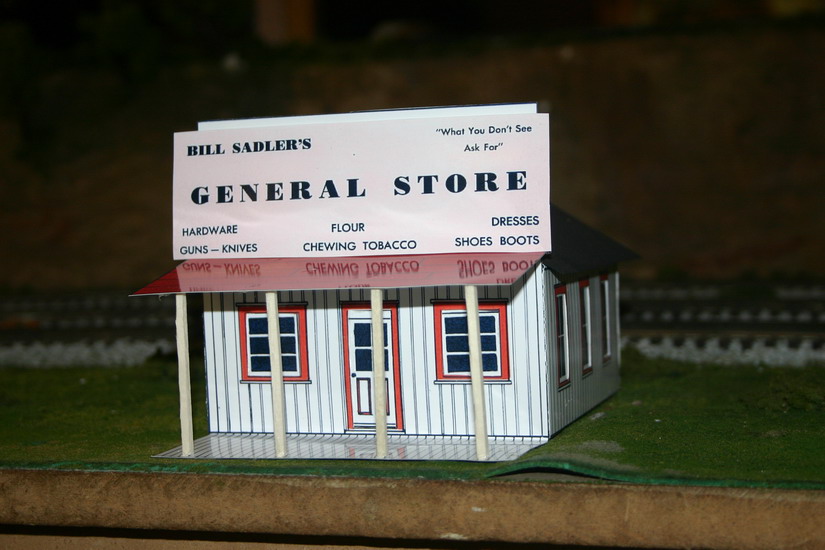 BILL SADLER'S
"What You Don't See
Ask For"
GENERAL STORE
HARDWARE FLOUR DRESSES
GUNS — KNIVES CHEWING TOBACCO SHOES BOOTS